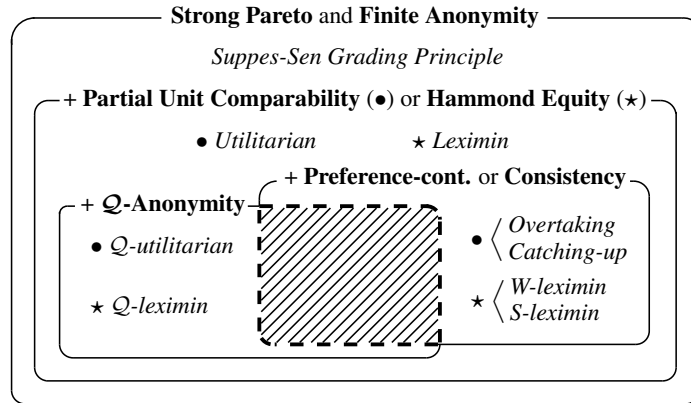 Strong Pareto and Finite Anonymity
Suppes-Sen Grading Principle
+ Partial Unit Comparability (●) or Hammond Equity (⋆)
● Utilitarian ⋆ Leximin
+ Preference-cont. or Consistency
+ 𝒬-Anonymity
● 𝒬-utilitarian
⋆ 𝒬-leximin
● ⟨ Overtaking
Catching-up
⋆ ⟨ W-leximin
S-leximin